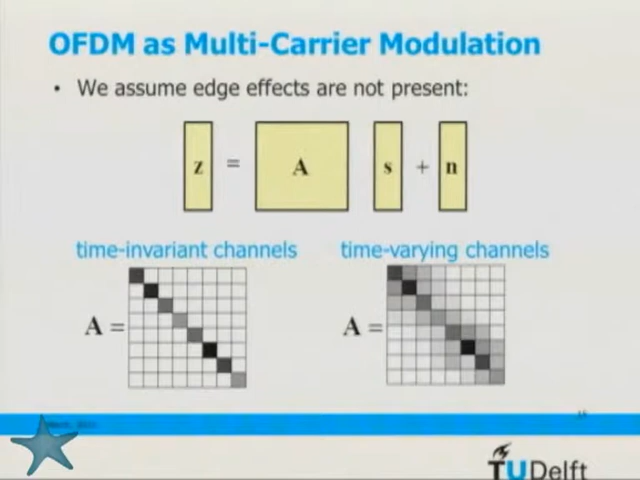 OFDM as Multi-Carrier Modulation
• We assume edge effects are not present:
z = A s + n
time-invariant channels time-varying channels
A = A =
TUDelft